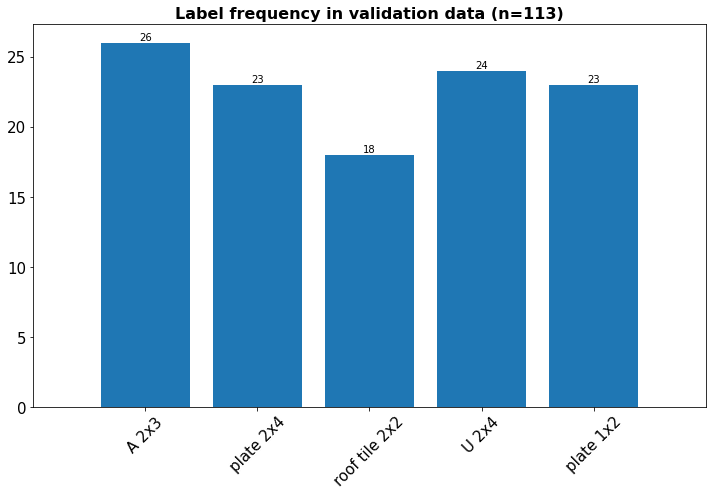 Label frequency in validation data (n=113)
26
23
18
24
23
25
20
15
10
5
0
A 2x3
plate 2x4
roof tile 2x2
U 2x4
plate 1x2